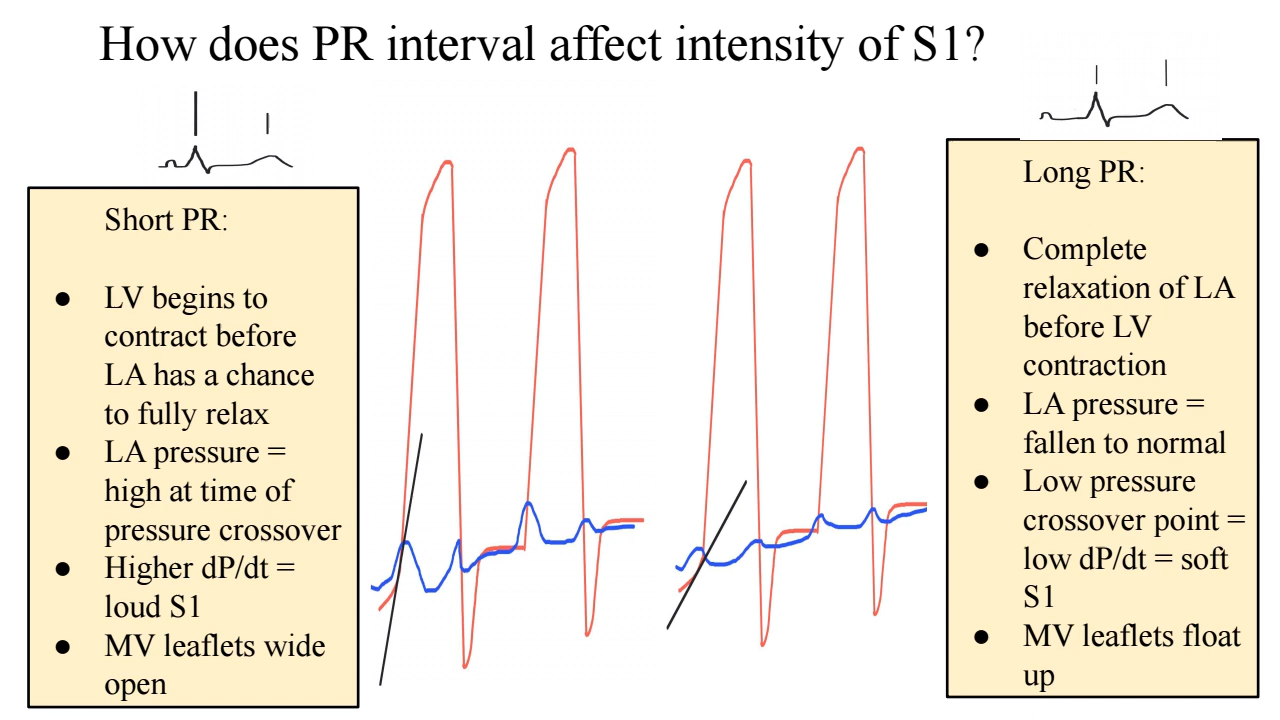 How does PR interval affect intensity of S1?
Short PR:
● LV begins to
contract before
LA has a chance
to fully relax
● LA pressure =
high at time of
pressure crossover
● Higher dP/dt =
loud S1
● MV leaflets wide
open
Long PR:
● Complete
relaxation of LA
before LV
contraction
● LA pressure =
fallen to normal
● Low pressure
crossover point =
low dP/dt = soft
S1
● MV leaflets float
up